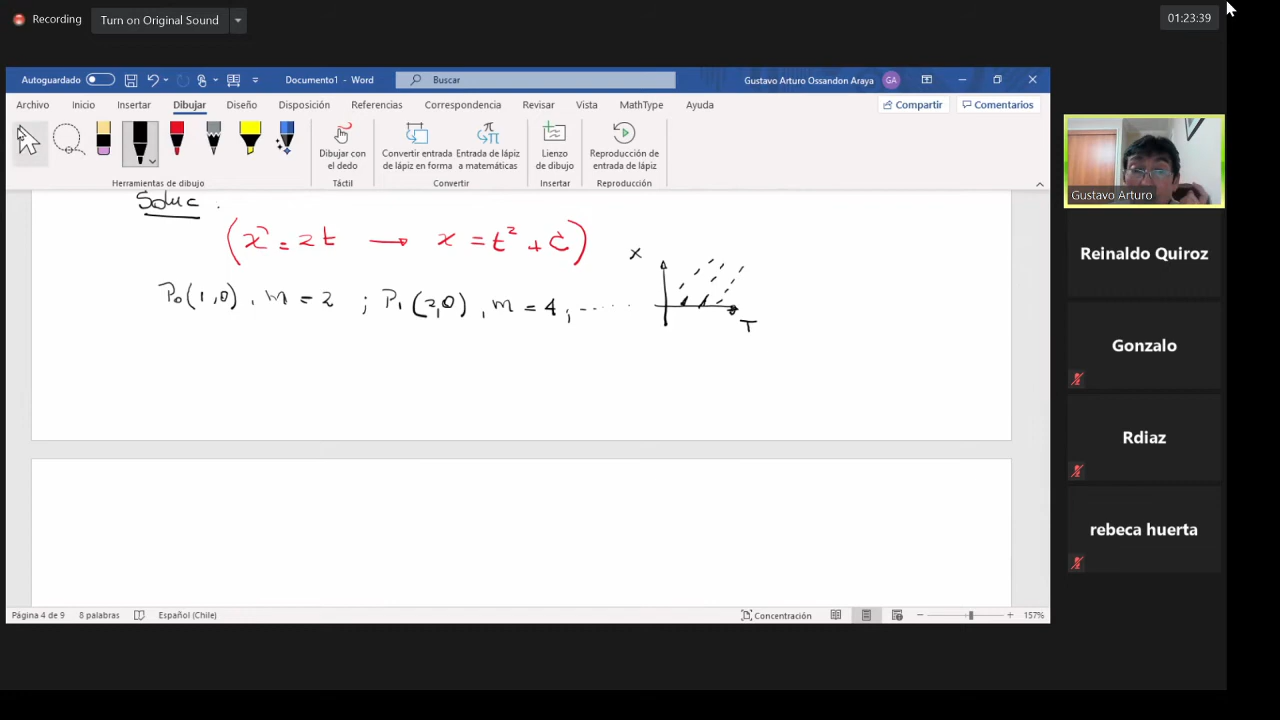 Recording
Turn on Original Sound
01:23:39
Autoguardado
Documento1 - Word
Buscar
Gustavo Arturo Ossandon Araya
GA
Archivo Inicio Insertar Dibujar Diseño Disposición Referencias Correspondencia Revisar Vista MathType Ayuda
Compartir
Comentarios
Dibujar con el dedo
Convertir entrada de lápiz en forma
Entrada de lápiz a matemáticas
Lienzo de dibujo
Reproducción de entrada de lápiz
Herramientas de dibujo
Táctil
Convertir
Insertar
Reproducción
Soluc.
(x' = 2t → x = t² + c)
P₀(1,0), m = 2 ; P₁(2,0), m = 4, ......
X
T
Página 4 de 9
8 palabras
Español (Chile)
Concentración
157%
Gustavo Arturo
Reinaldo Quiroz
Gonzalo
Rdiaz
rebeca huerta